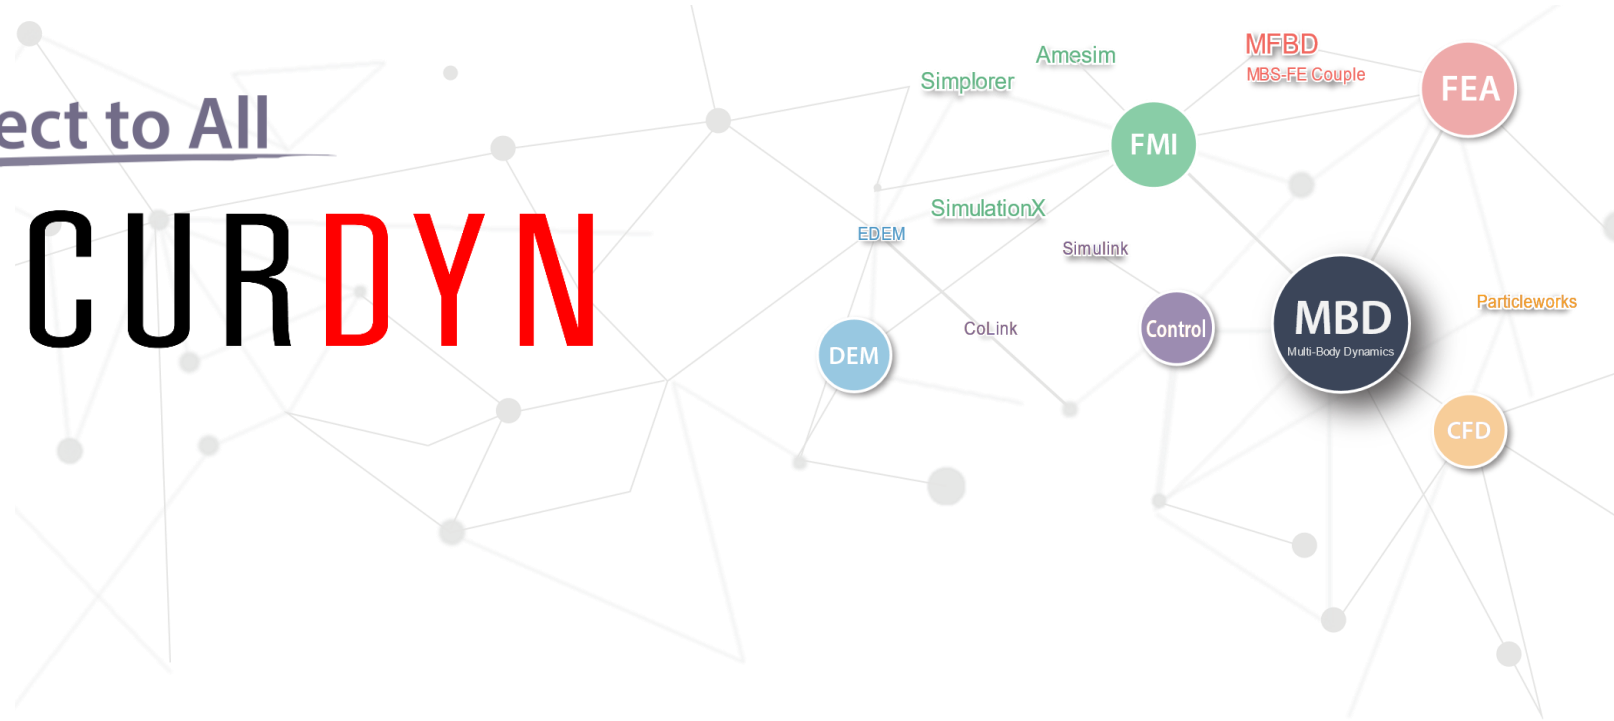 ect to All
CURDYN
Amesim
Simplorer
MFBD
MBS-FE Couple
FEA
FMI
SimulationX
EDEM
Simulink
CoLink
Control
MBD
Multi-Body Dynamics
Particleworks
DEM
CFD